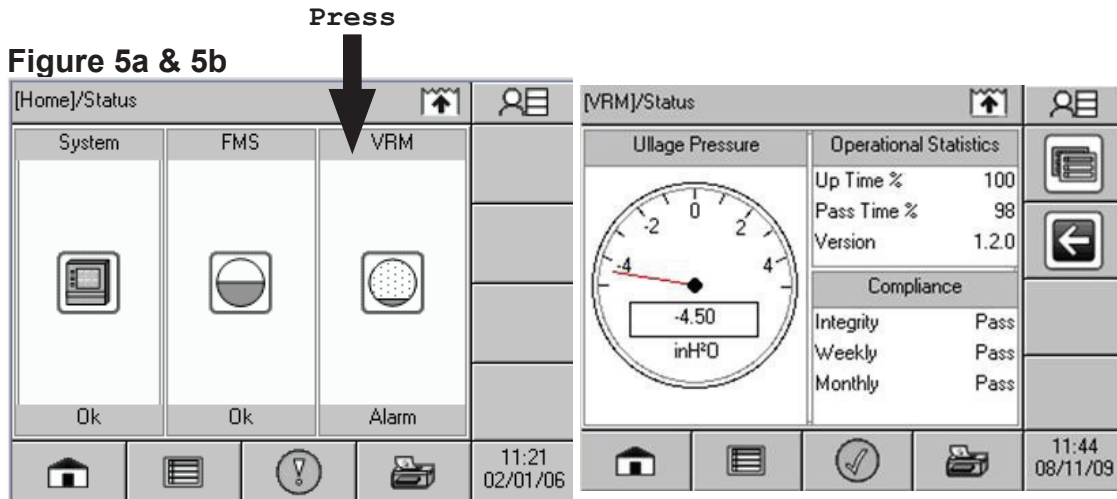 Press
Figure 5a & 5b
[Home]/Status
System FMS VRM
Ok Ok Alarm
11:21
02/01/06
[VRM]/Status
Ullage Pressure
-4 -2 0 2 4
-4.50
inH²O
Operational Statistics
Up Time % 100
Pass Time % 98
Version 1.2.0
Compliance
Integrity Pass
Weekly Pass
Monthly Pass
11:44
08/11/09